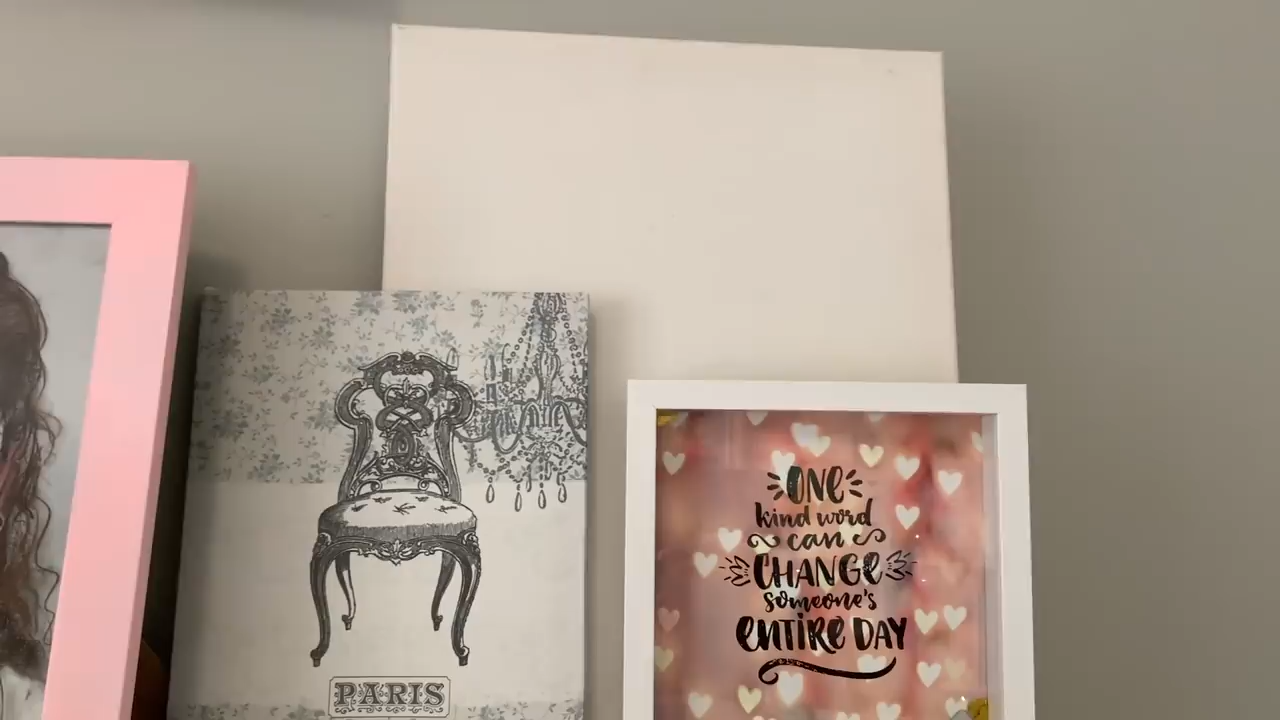 PARIS
ONE
kind word
can
CHANGE
someone's
ENTIRE DAY